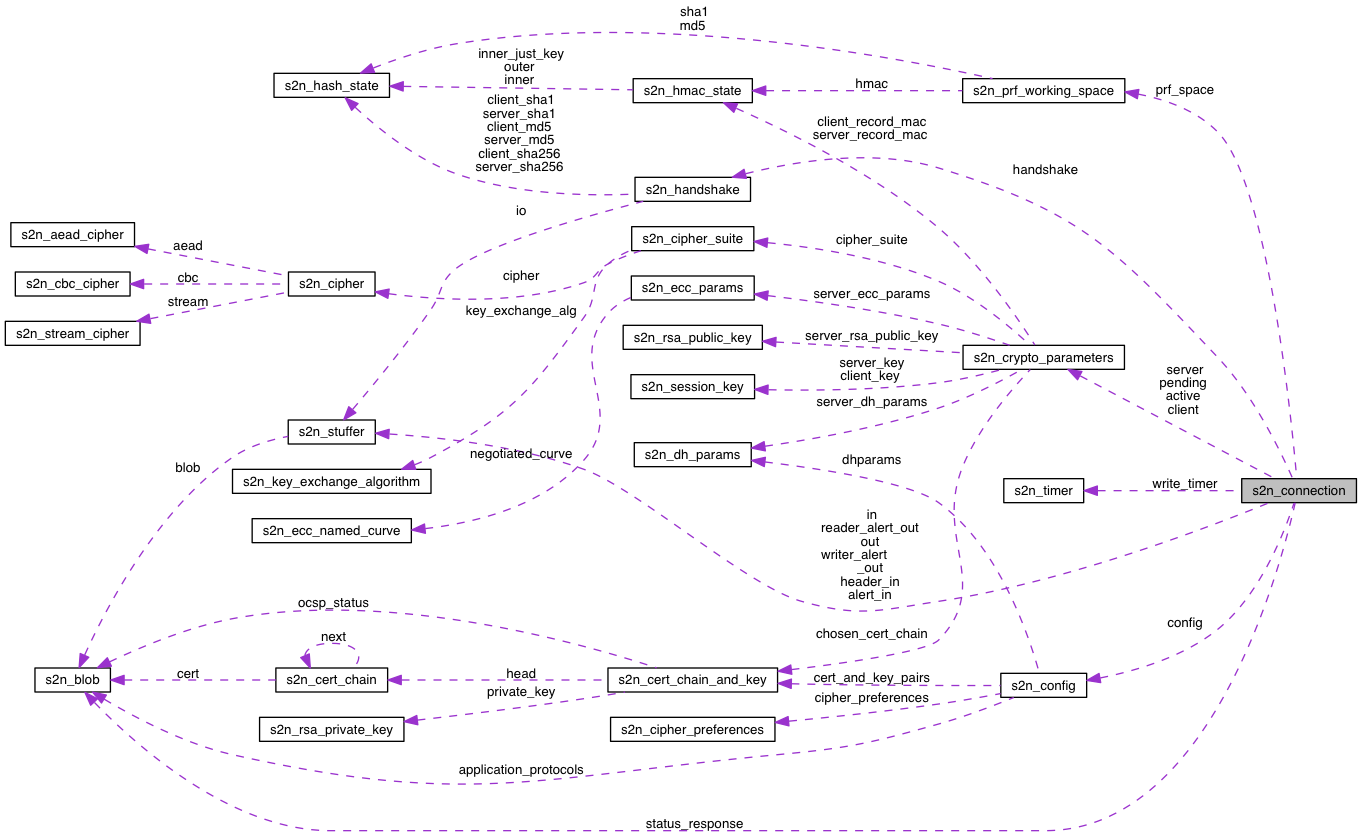 sha1
md5
inner_just_key
outer
inner
s2n_hash_state
s2n_hmac_state
hmac
s2n_prf_working_space
prf_space
client_sha1
server_sha1
client_md5
server_md5
client_sha256
server_sha256
client_record_mac
server_record_mac
handshake
s2n_handshake
io
s2n_aead_cipher
aead
s2n_cipher_suite
cipher_suite
s2n_cbc_cipher
cbc
s2n_cipher
cipher
s2n_ecc_params
server_ecc_params
stream
key_exchange_alg
s2n_stream_cipher
s2n_rsa_public_key
server_rsa_public_key
s2n_crypto_parameters
server_key
client_key
server
pending
active
client
s2n_session_key
server_dh_params
s2n_stuffer
s2n_dh_params
negotiated_curve
dhparams
blob
s2n_key_exchange_algorithm
s2n_timer
write_timer
s2n_connection
s2n_ecc_named_curve
in
reader_alert_out
out
writer_alert
_out
header_in
alert_in
ocsp_status
next
chosen_cert_chain
config
s2n_blob
cert
s2n_cert_chain
head
s2n_cert_chain_and_key
cert_and_key_pairs
s2n_config
private_key
cipher_preferences
s2n_rsa_private_key
s2n_cipher_preferences
application_protocols
status_response